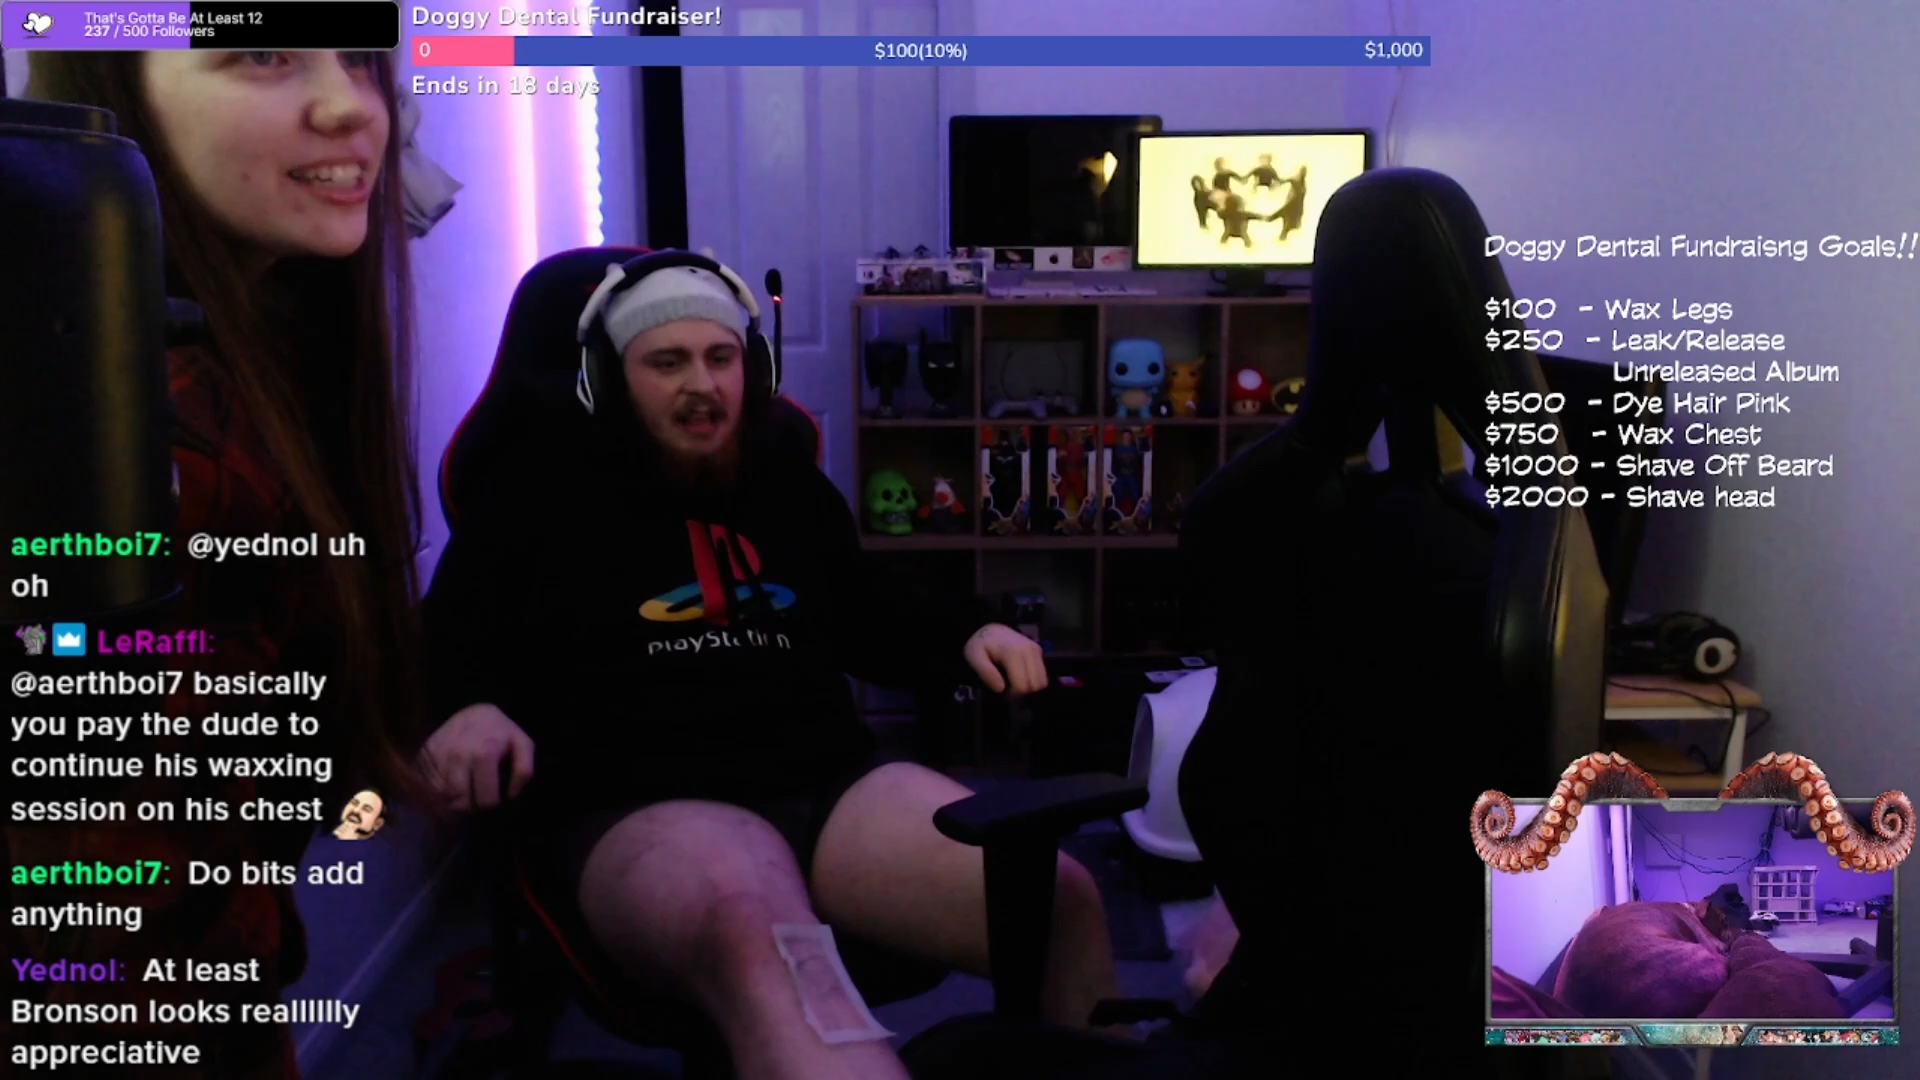 That's Gotta Be At Least 12
237 / 500 Followers
Doggy Dental Fundraiser!
0 $100(10%) $1,000
Ends in 18 days
Doggy Dental Fundraisng Goals!!
$100 - Wax Legs
$250 - Leak/Release
Unreleased Album
$500 - Dye Hair Pink
$750 - Wax Chest
$1000 - Shave Off Beard
$2000 - Shave head
PlayStation
aerthboi7: @yednol uh
oh
LeRaffl:
@aerthboi7 basically
you pay the dude to
continue his waxxing
session on his chest
aerthboi7: Do bits add
anything
Yednol: At least
Bronson looks realllllly
appreciative